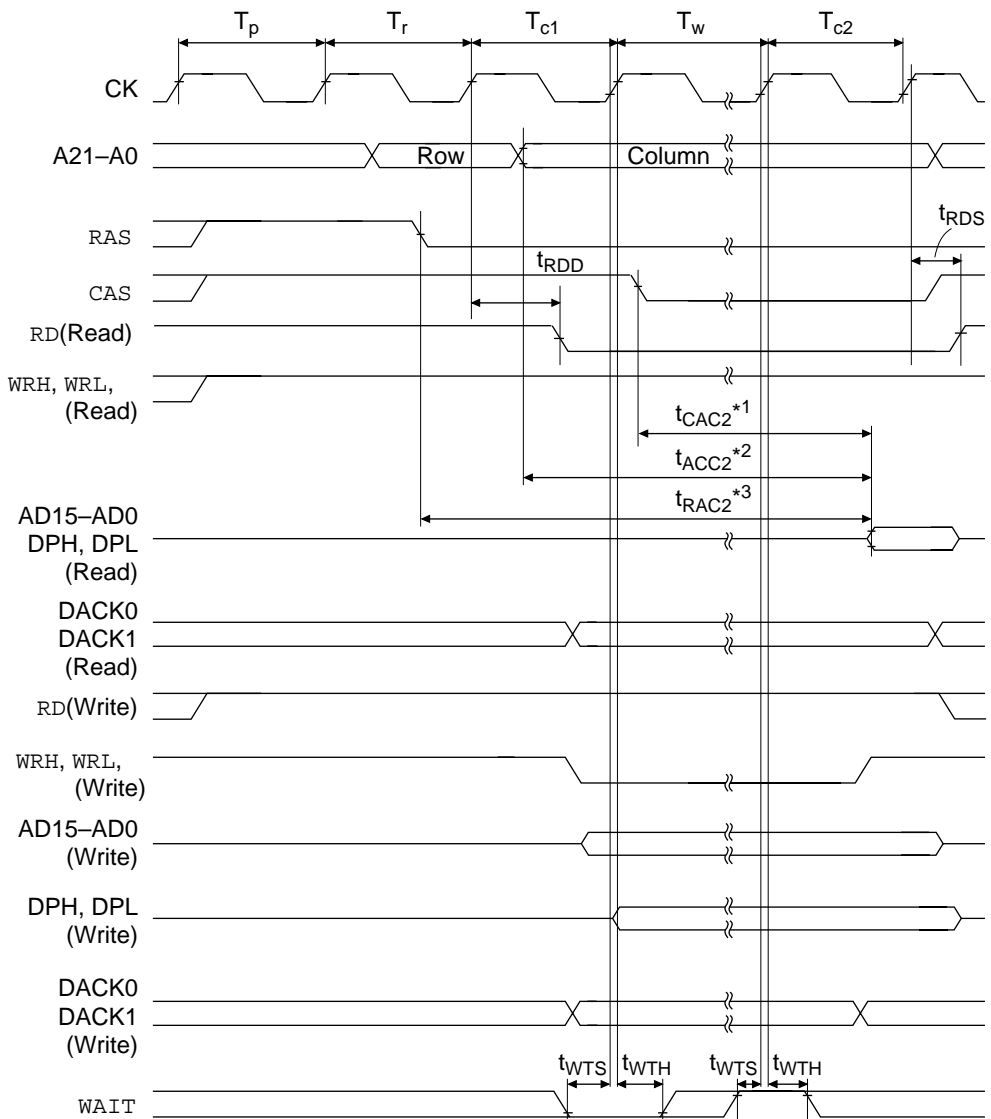 Tp Tr Tc1 Tw Tc2
CK
A21–A0 Row Column
RAS tRDS
tRDD
CAS
RD(Read)
WRH, WRL,
(Read)
tCAC2*1
tACC2*2
tRAC2*3
AD15–AD0
DPH, DPL
(Read)
DACK0
DACK1
(Read)
RD(Write)
WRH, WRL,
(Write)
AD15–AD0
(Write)
DPH, DPL
(Write)
DACK0
DACK1
(Write)
tWTS tWTH tWTS tWTH
WAIT